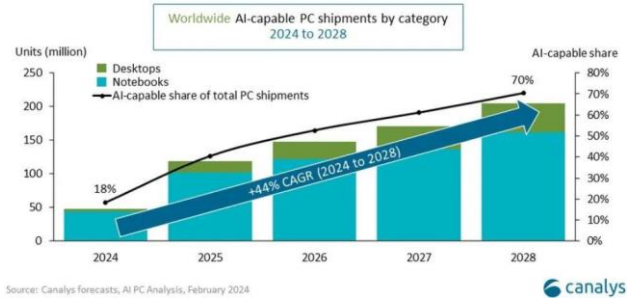 Worldwide AI-capable PC shipments by category
2024 to 2028
Units (million)
AI-capable share
Desktops
Notebooks
AI-capable share of total PC shipments
250
200
150
100
50
0
80%
70%
60%
50%
40%
30%
20%
10%
0%
18%
70%
+44% CAGR (2024 to 2028)
2024 2025 2026 2027 2028
Source: Canalys forecasts, AI PC Analysis, February 2024
canalys